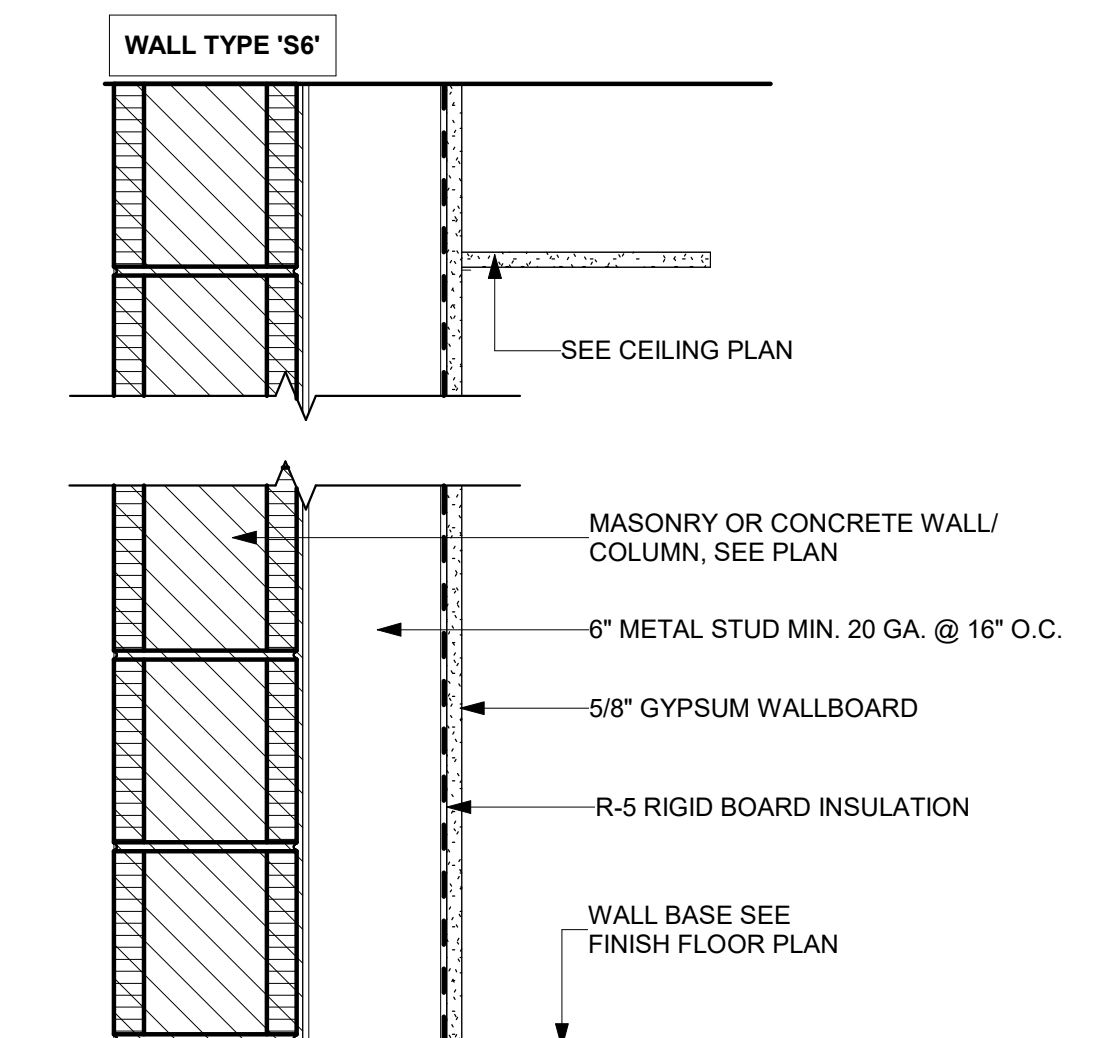 WALL TYPE 'S6'
SEE CEILING PLAN
MASONRY OR CONCRETE WALL/
COLUMN, SEE PLAN
6" METAL STUD MIN. 20 GA. @ 16" O.C.
5/8" GYPSUM WALLBOARD
R-5 RIGID BOARD INSULATION
WALL BASE SEE
FINISH FLOOR PLAN